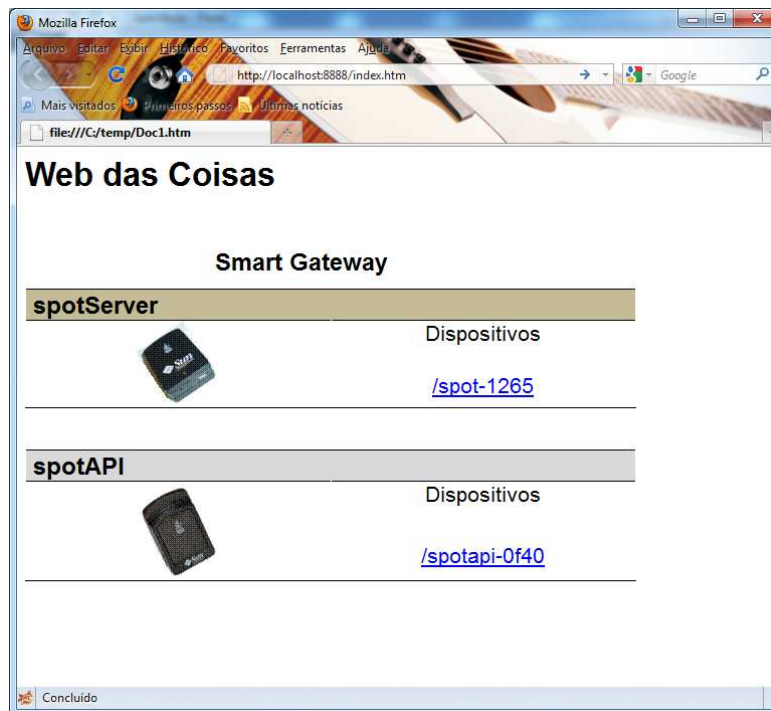 Mozilla Firefox
Arquivo Editar Exibir Histórico Favoritos Ferramentas Ajuda
http://localhost:8888/index.htm
Google
Mais visitados Primeiros passos Últimas notícias
file:///C:/temp/Doc1.htm
Web das Coisas
Smart Gateway
spotServer
Sun
Dispositivos
/spot-1265
spotAPI
Sun
Dispositivos
/spotapi-0f40
Concluído